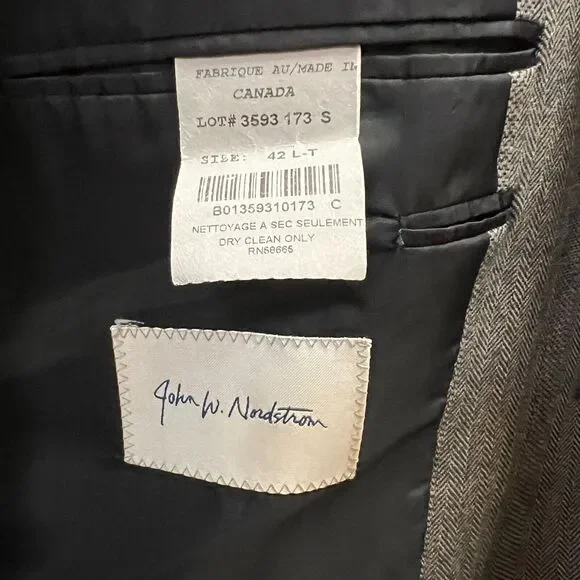 FABRIQUE AU/MADE IN
CANADA
LOT# 3593 173 S
SIZE: 42 L-T
B01359310173 C
NETTOYAGE A SEC SEULEMENT
DRY CLEAN ONLY
RN56665
John W. Nordstrom